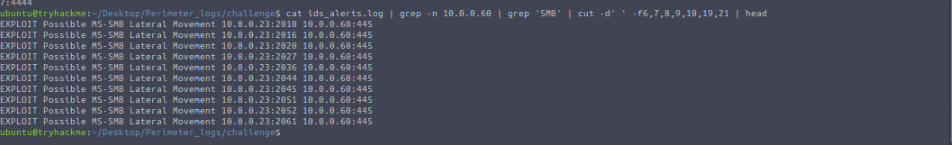 7:4444
ubuntu@tryhackme:~/Desktop/Perimeter_logs/challenge$ cat ids_alerts.log | grep -n 10.0.0.60 | grep 'SMB' | cut -d' ' -f6,7,8,9,10,19,21 | head
EXPLOIT Possible MS-SMB Lateral Movement 10.8.0.23:2010 10.0.0.60:445
EXPLOIT Possible MS-SMB Lateral Movement 10.8.0.23:2016 10.0.0.60:445
EXPLOIT Possible MS-SMB Lateral Movement 10.8.0.23:2020 10.0.0.60:445
EXPLOIT Possible MS-SMB Lateral Movement 10.8.0.23:2027 10.0.0.60:445
EXPLOIT Possible MS-SMB Lateral Movement 10.8.0.23:2036 10.0.0.60:445
EXPLOIT Possible MS-SMB Lateral Movement 10.8.0.23:2044 10.0.0.60:445
EXPLOIT Possible MS-SMB Lateral Movement 10.8.0.23:2045 10.0.0.60:445
EXPLOIT Possible MS-SMB Lateral Movement 10.8.0.23:2051 10.0.0.60:445
EXPLOIT Possible MS-SMB Lateral Movement 10.8.0.23:2052 10.0.0.60:445
EXPLOIT Possible MS-SMB Lateral Movement 10.8.0.23:2061 10.0.0.60:445
ubuntu@tryhackme:~/Desktop/Perimeter_logs/challenge$